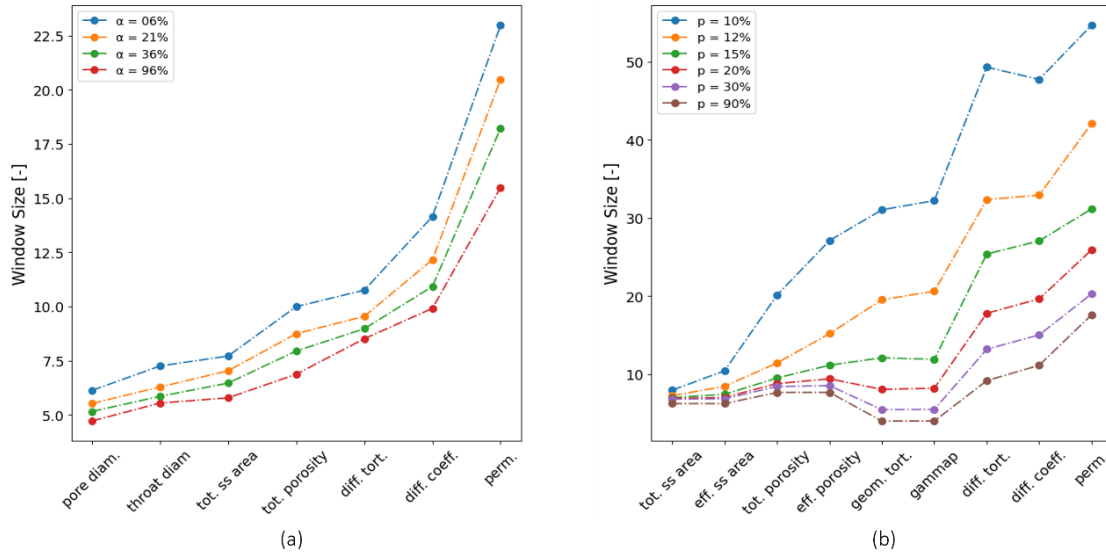 α = 06%
α = 21%
α = 36%
α = 96%
Window Size [-]
22.5
20.0
17.5
15.0
12.5
10.0
7.5
5.0
pore diam.
throat diam
tot. ss area
tot. porosity
diff. tort.
diff. coeff.
perm.
(a)
p = 10%
p = 12%
p = 15%
p = 20%
p = 30%
p = 90%
Window Size [-]
50
40
30
20
10
tot. ss area
eff. ss area
tot. porosity
eff. porosity
geom. tort.
gammap
diff. tort.
diff. coeff.
perm.
(b)